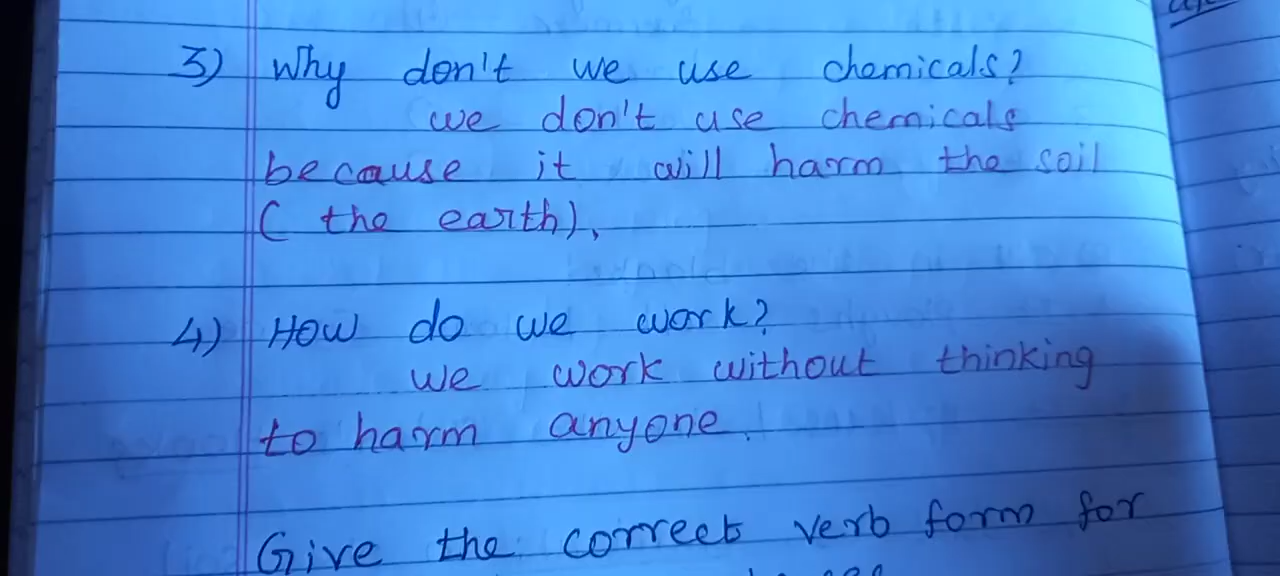 3) Why don't we use chemicals?
we don't use chemicals
because it will harm the soil
( the earth).
4) How do we work?
we work without thinking
to harm anyone.
Give the correct verb form for